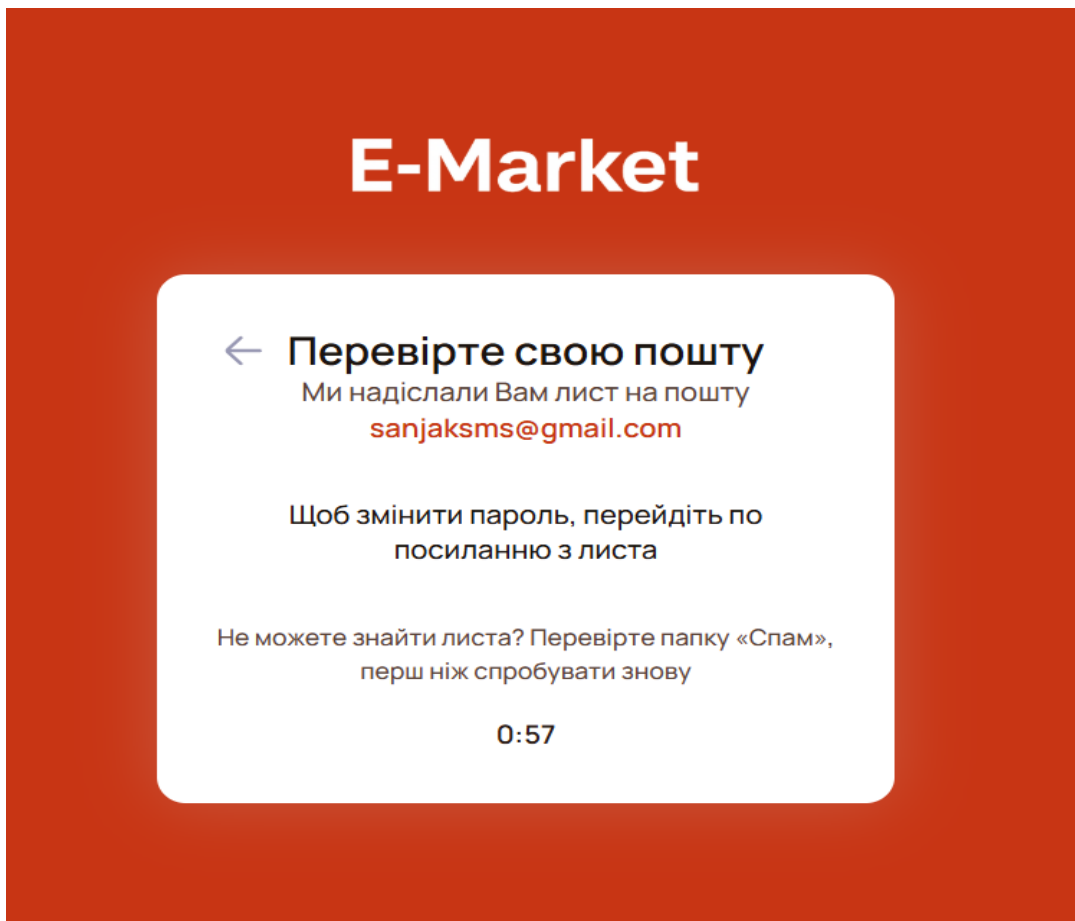 E-Market
← Перевірте свою пошту
Ми надіслали Вам лист на пошту
sanjaksms@gmail.com
Щоб змінити пароль, перейдіть по
посиланню з листа
Не можете знайти листа? Перевірте папку «Спам»,
перш ніж спробувати знову
0:57